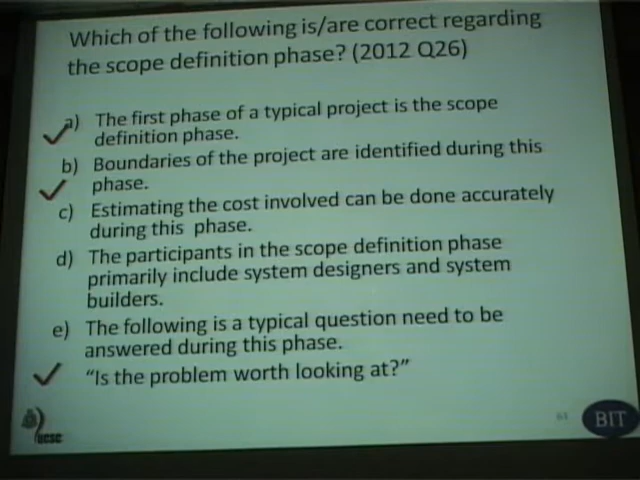 Which of the following is/are correct regarding
the scope definition phase? (2012 Q26)
a) The first phase of a typical project is the scope
definition phase.
b) Boundaries of the project are identified during this
phase.
c) Estimating the cost involved can be done accurately
during this phase.
d) The participants in the scope definition phase
primarily include system designers and system
builders.
e) The following is a typical question need to be
answered during this phase.
"Is the problem worth looking at?"
ucsc
BIT